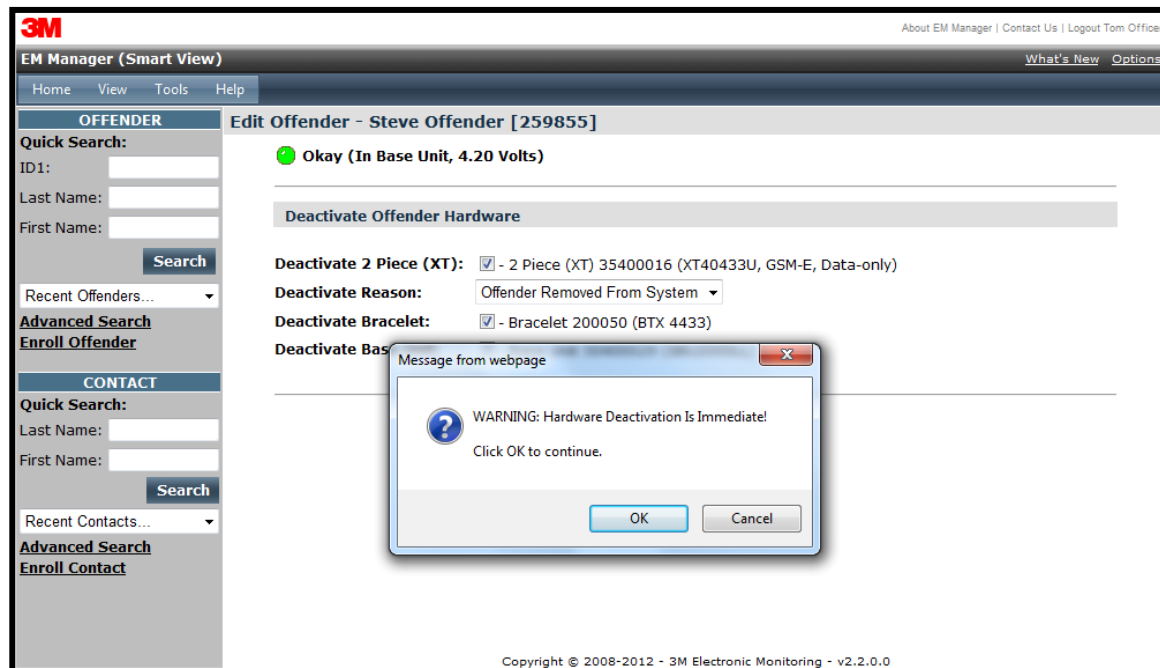 3M
About EM Manager | Contact Us | Logout Tom Office
EM Manager (Smart View)
What's New Options
Home View Tools Help
OFFENDER
Quick Search:
ID1:
Last Name:
First Name:
Search
Recent Offenders...
Advanced Search
Enroll Offender
CONTACT
Quick Search:
Last Name:
First Name:
Search
Recent Contacts...
Advanced Search
Enroll Contact
Edit Offender - Steve Offender [259855]
Okay (In Base Unit, 4.20 Volts)
Deactivate Offender Hardware
Deactivate 2 Piece (XT): - 2 Piece (XT) 35400016 (XT40433U, GSM-E, Data-only)
Deactivate Reason: Offender Removed From System
Deactivate Bracelet: - Bracelet 200050 (BTX 4433)
Deactivate Bas
Message from webpage
WARNING: Hardware Deactivation Is Immediate!
Click OK to continue.
OK Cancel
Copyright © 2008-2012 - 3M Electronic Monitoring - v2.2.0.0